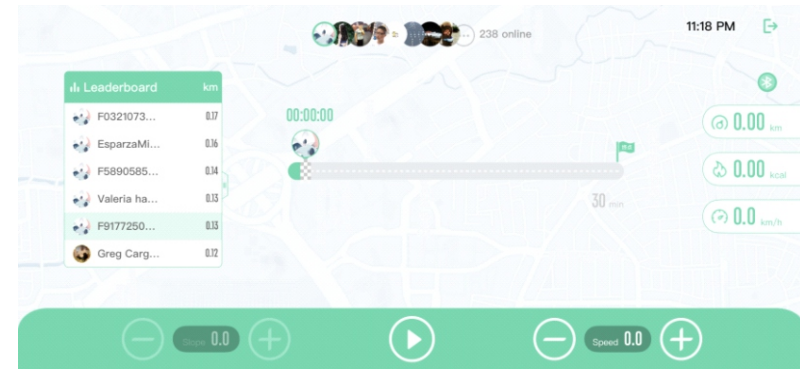 238 online
11:18 PM
Leaderboard km
F0321073... 0.17
EsparzaMi... 0.16
F5890585... 0.14
Valeria ha... 0.13
F9177250... 0.13
Greg Carg... 0.12
00:00:00
30 min
0.00 km
0.00 kcal
0.0 km/h
Slope 0.0
Speed 0.0